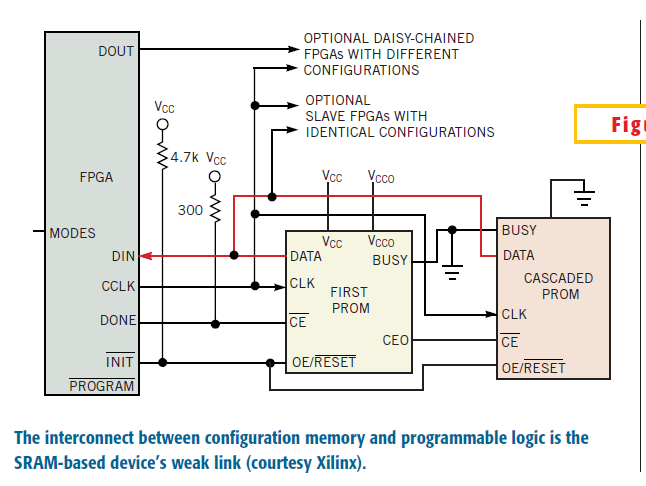 OPTIONAL DAISY-CHAINED
FPGAs WITH DIFFERENT
CONFIGURATIONS
OPTIONAL
SLAVE FPGAs WITH
IDENTICAL CONFIGURATIONS
DOUT
FPGA
MODES
DIN
CCLK
DONE
INIT
PROGRAM
VCC
4.7k
VCC
300
VCC VCCO
VCC VCCO
DATA
BUSY
CLK
FIRST
PROM
CE
CEO
OE/RESET
BUSY
DATA
CASCADED
PROM
CLK
CE
OE/RESET
The interconnect between configuration memory and programmable logic is the
SRAM-based device's weak link (courtesy Xilinx).